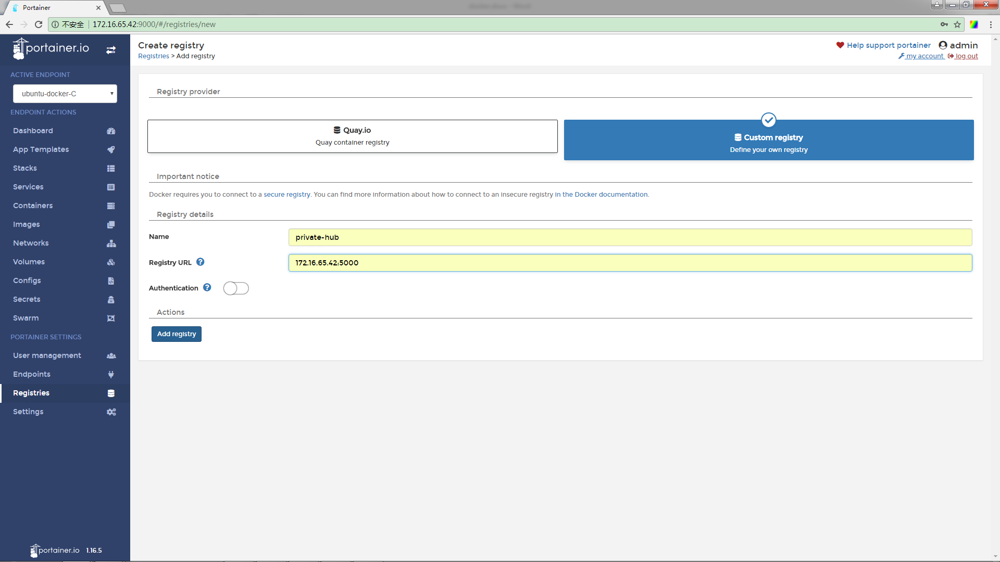 Portainer
不安全 172.16.65.42:9000/#/registries/new
portainer.io
ACTIVE ENDPOINT
ubuntu-docker-C
ENDPOINT ACTIONS
Dashboard
App Templates
Stacks
Services
Containers
Images
Networks
Volumes
Configs
Secrets
Swarm
PORTAINER SETTINGS
User management
Endpoints
Registries
Settings
portainer.io 1.16.5
Create registry
Registries > Add registry
Help support portainer admin
my account log out
Registry provider
Quay.io
Quay container registry
Custom registry
Define your own registry
Important notice
Docker requires you to connect to a secure registry. You can find more information about how to connect to an insecure registry in the Docker documentation.
Registry details
Name private-hub
Registry URL 172.16.65.42:5000
Authentication
Actions
Add registry